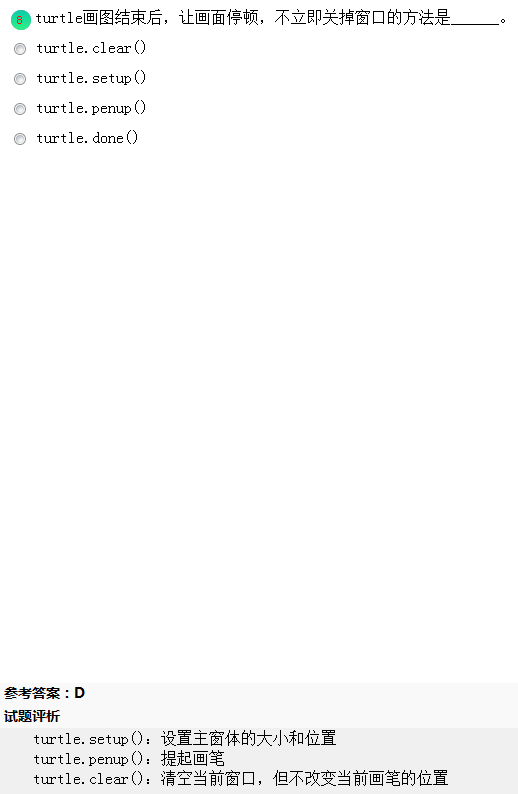 8 turtle画图结束后，让画面停顿，不立即关掉窗口的方法是______。
turtle.clear()
turtle.setup()
turtle.penup()
turtle.done()
参考答案：D
试题评析
turtle.setup()：设置主窗体的大小和位置
turtle.penup()：提起画笔
turtle.clear()：清空当前窗口，但不改变当前画笔的位置